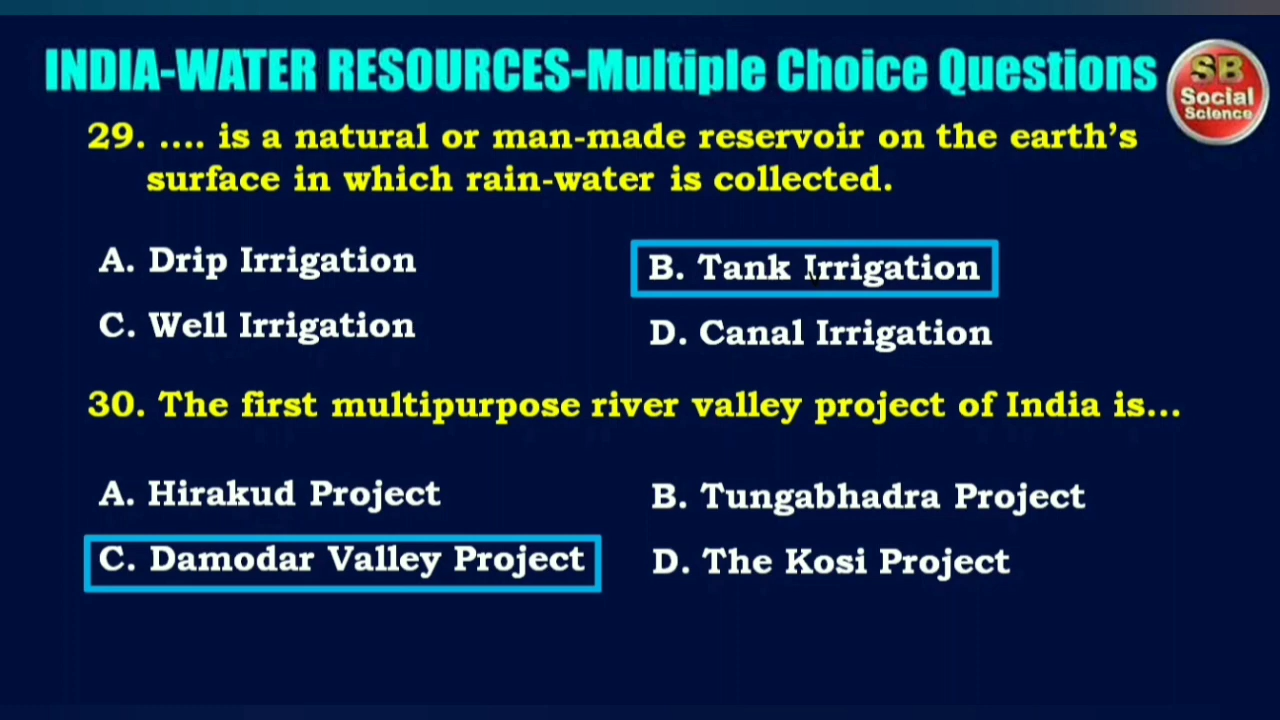 INDIA-WATER RESOURCES-Multiple Choice Questions
SB
Social
Science
29. .... is a natural or man-made reservoir on the earth's
surface in which rain-water is collected.
A. Drip Irrigation
B. Tank Irrigation
C. Well Irrigation
D. Canal Irrigation
30. The first multipurpose river valley project of India is...
A. Hirakud Project
B. Tungabhadra Project
C. Damodar Valley Project
D. The Kosi Project